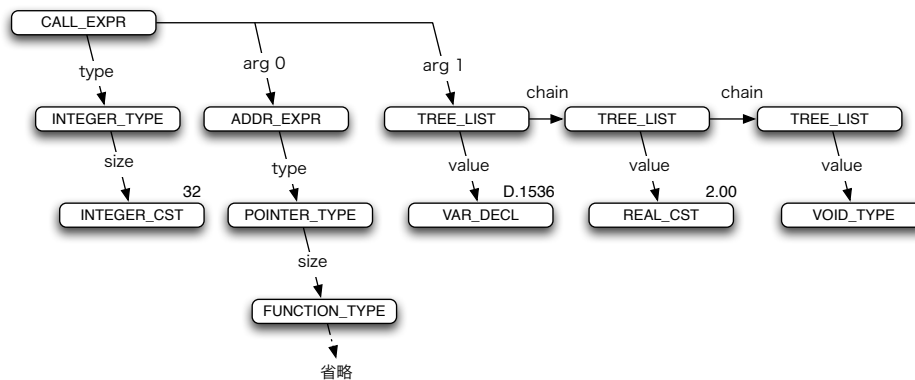 CALL_EXPR
type
arg 0
arg 1
chain
chain
INTEGER_TYPE
ADDR_EXPR
TREE_LIST
TREE_LIST
TREE_LIST
size
type
value
value
value
32
D.1536
2.00
INTEGER_CST
POINTER_TYPE
VAR_DECL
REAL_CST
VOID_TYPE
size
FUNCTION_TYPE
省略